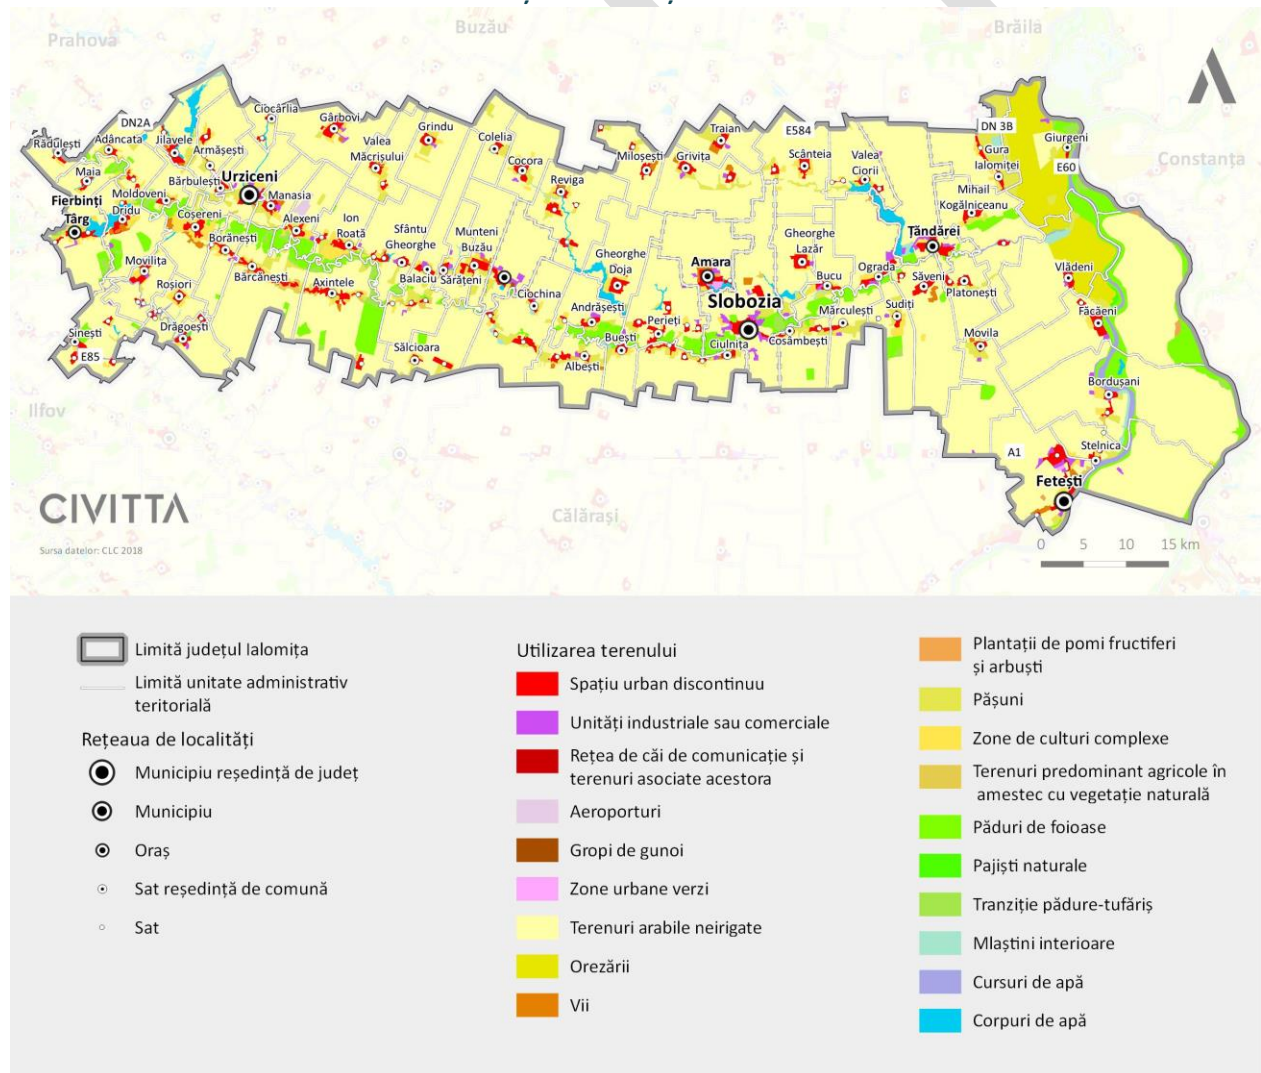 Prahova
Buzău
Brăila
Ciocârlia
DN2A
Gârbovi
Grindu
Colelia
Traian
E584
DN 3B
Giurgeni
Rădulești
Adâncata
Jilavele
Armășești
Valea
Măcrișului
Cocora
Miloșești
Grivița
Scânteia
Valea
Ciorii
Gura
Ialomiței
E60
Constanța
Maia
Bărbulești
Urziceni
Reviga
Mihail
Kogălniceanu
Fierbinți
Târg
Moldoveni
Manasia
Dridu
Coșereni
Alexeni
Ion
Roată
Sfântu
Gheorghe
Munteni
Buzău
Gheorghe
Lazăr
Țăndărei
Borănești
Gheorghe
Doja
Amara
Movilița
Bărcănești
Balaciu
Sărățeni
Bucu
Ograda
Săveni
Vlădeni
Roșiori
Axintele
Ciochina
Slobozia
Platonești
Andrășești
Perieți
Mărculești
Sudiți
Făcăeni
Sinești
Drăgoești
Sălcioara
Buești
Ciulnița
Cosâmbești
Movila
E85
Albești
Bordușani
Ilfov
A1
Stelnica
Fetești
Călărași
CIVITTA
Sursa datelor: CLC 2018
0 5 10 15 km
Limită județul Ialomița
Limită unitate administrativ
teritorială
Rețeaua de localități
Municipiu reședință de județ
Municipiu
Oraș
Sat reședință de comună
Sat
Utilizarea terenului
Spațiu urban discontinuu
Unități industriale sau comerciale
Rețea de căi de comunicație și
terenuri asociate acestora
Aeroporturi
Gropi de gunoi
Zone urbane verzi
Terenuri arabile neirigate
Orezării
Vii
Plantații de pomi fructiferi
și arbuști
Pășuni
Zone de culturi complexe
Terenuri predominant agricole în
amestec cu vegetație naturală
Păduri de foioase
Pajiști naturale
Tranziție pădure-tufăriș
Mlaștini interioare
Cursuri de apă
Corpuri de apă